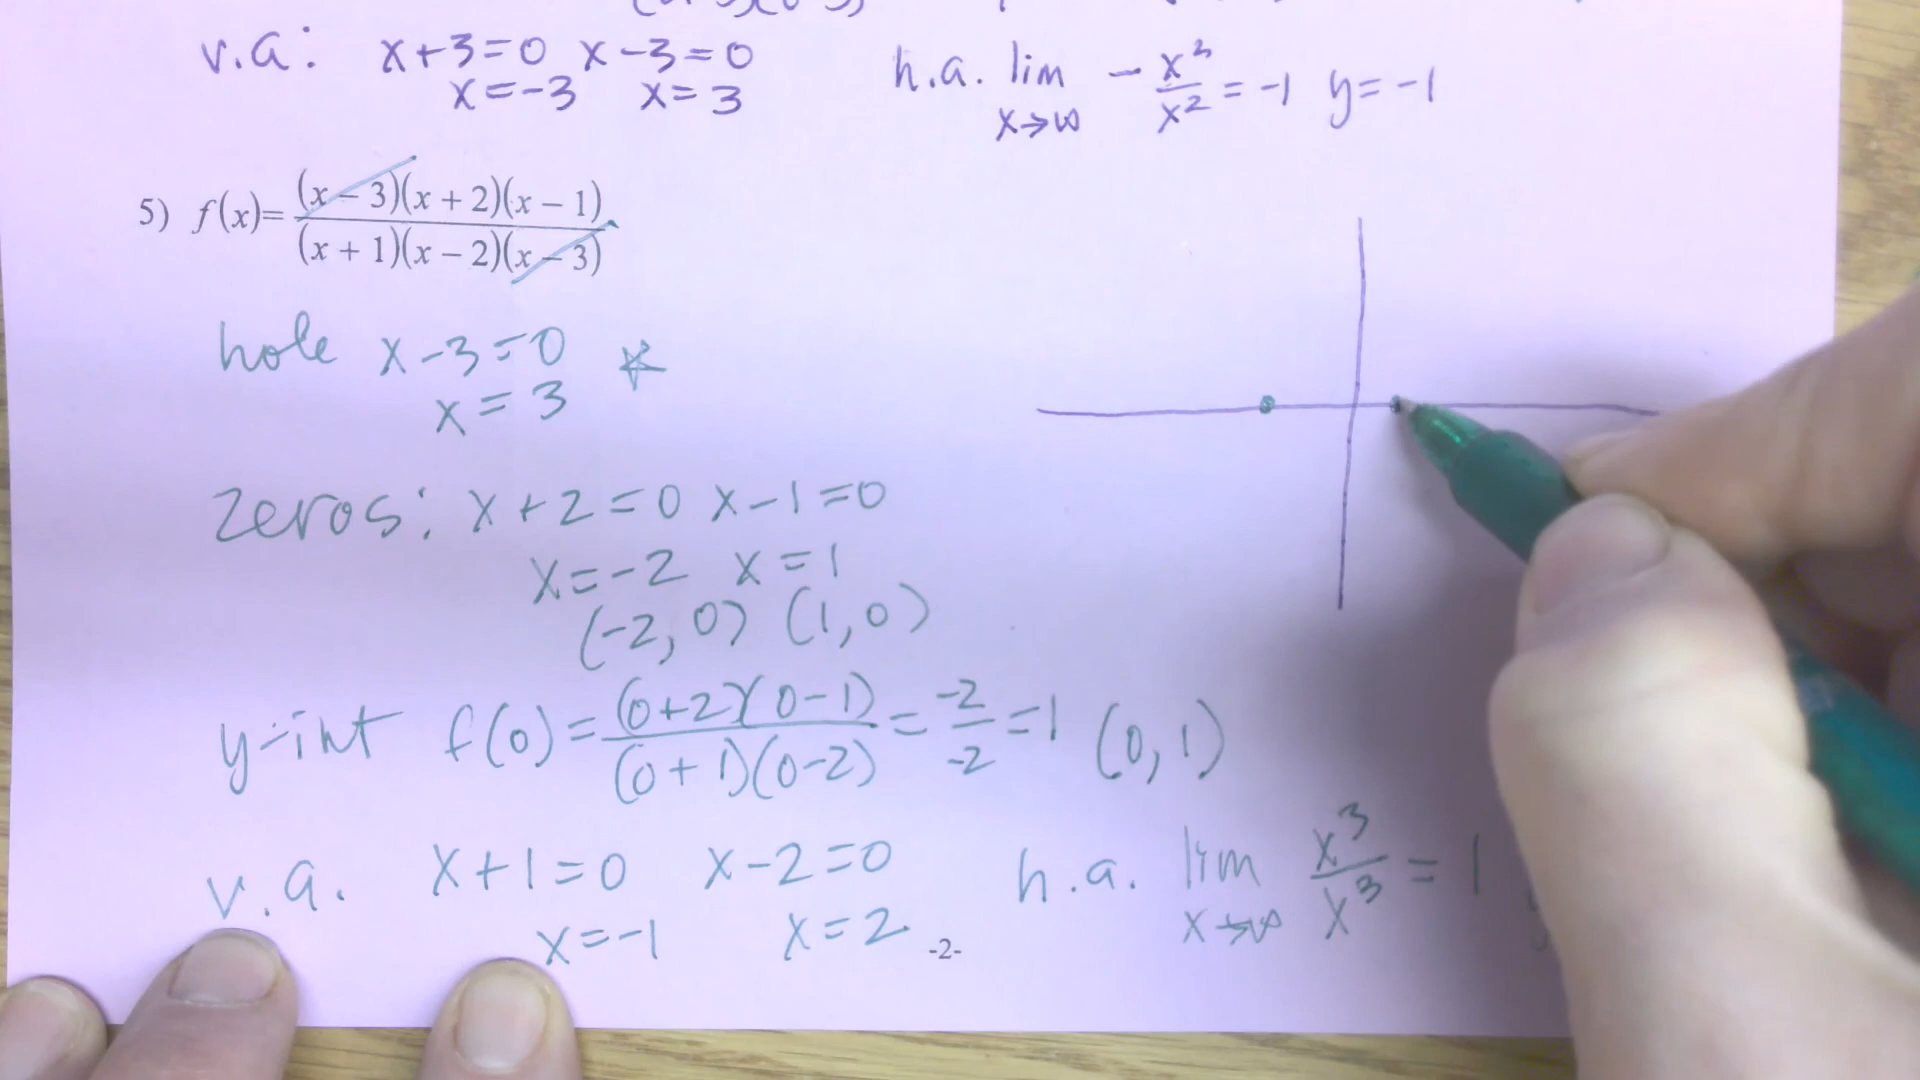 v.a: x+3=0 x-3=0 h.a. lim - x²/x² = -1 y=-1
x=-3 x=3 x→∞
5) f(x)= (x − 3)(x + 2)(x − 1) / (x + 1)(x − 2)(x − 3)
hole x-3=0 *
x=3
zeros: x+2=0 x-1=0
x=-2 x=1
(-2,0) (1,0)
y-int f(0)= (0+2)(0-1) / (0+1)(0-2) = -2/-2 =1 (0,1)
v.a. x+1=0 x-2=0 h.a. lim x³/x³ = 1
x=-1 x=2 x→∞
-2-